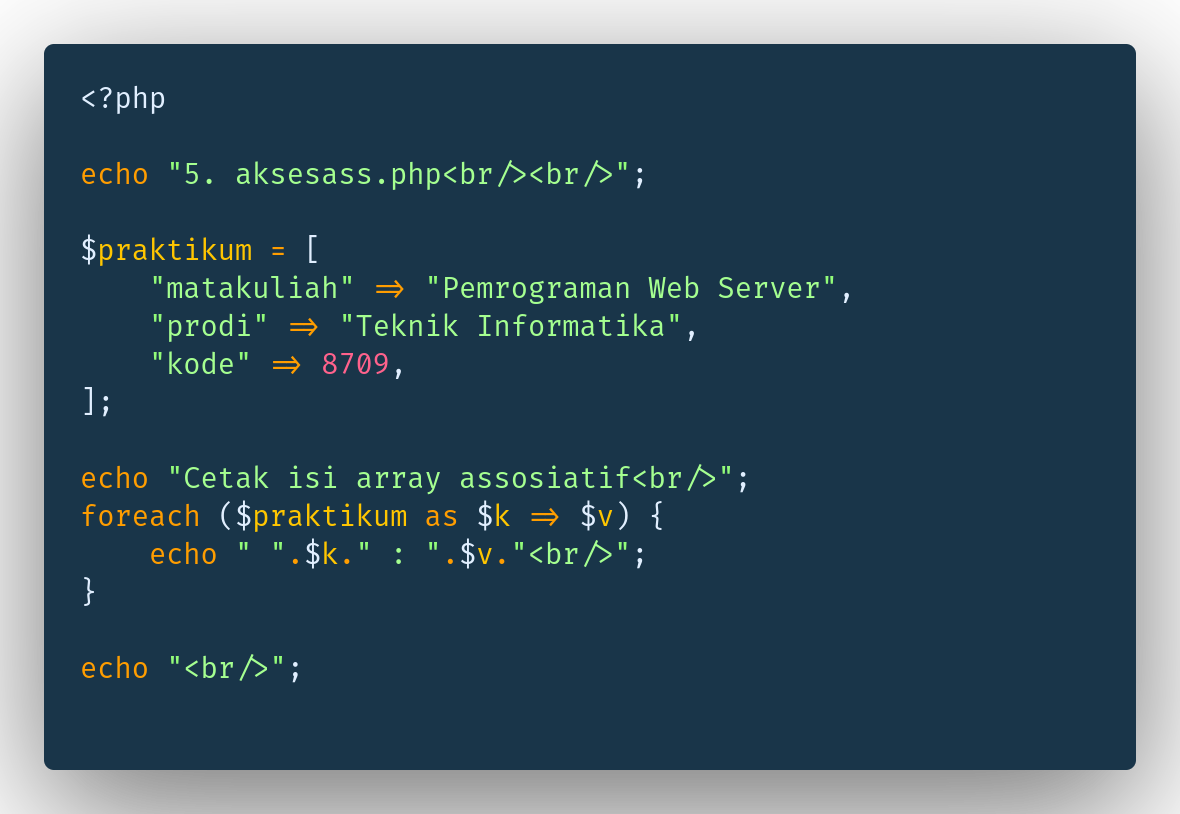 <?php
echo "5. aksesass.php<br/><br/>";
$praktikum = [
    "matakuliah" => "Pemrograman Web Server",
    "prodi" => "Teknik Informatika",
    "kode" => 8709,
];
echo "Cetak isi array assosiatif<br/>";
foreach ($praktikum as $k => $v) {
    echo " ".$k." : ".$v."<br/>";
}
echo "<br/>";